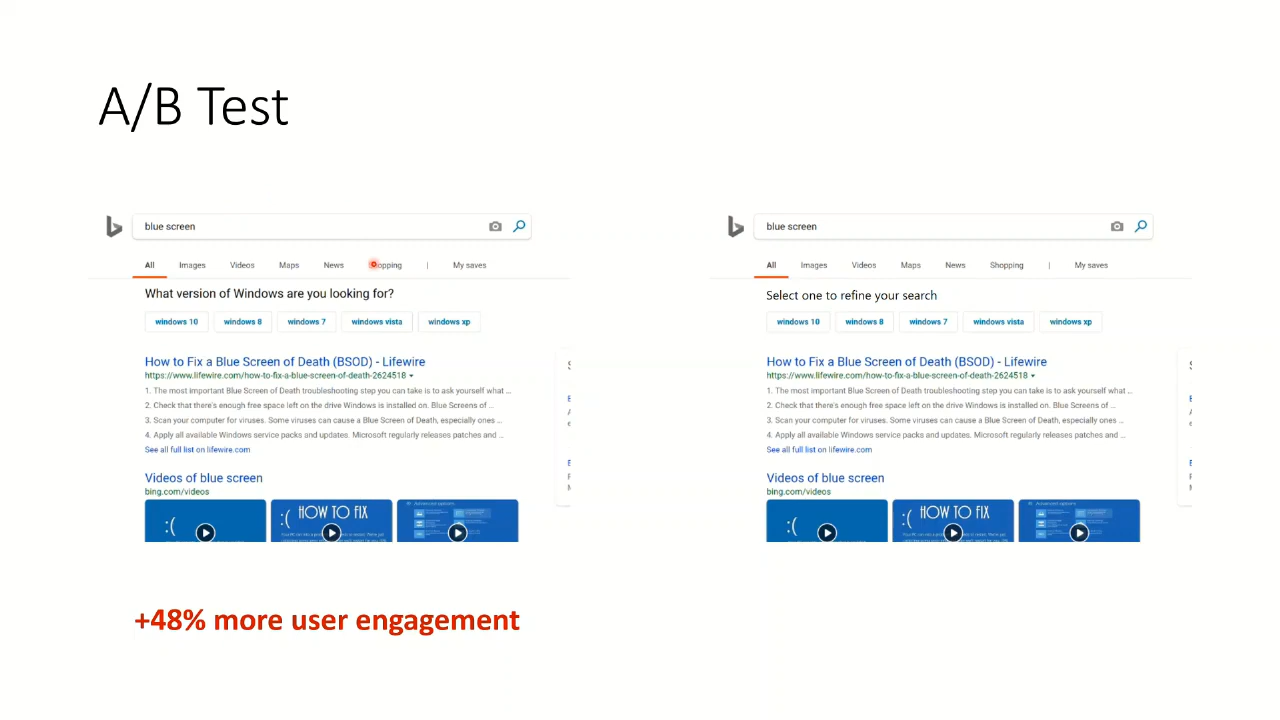 A/B Test
blue screen
All Images Videos Maps News opping | My saves
What version of Windows are you looking for?
windows 10 windows 8 windows 7 windows vista windows xp
How to Fix a Blue Screen of Death (BSOD) - Lifewire
https://www.lifewire.com/how-to-fix-a-blue-screen-of-death-2624518
1. The most important Blue Screen of Death troubleshooting step you can take is to ask yourself what ...
2. Check that there's enough free space left on the drive Windows is installed on. Blue Screens of ...
3. Scan your computer for viruses. Some viruses can cause a Blue Screen of Death, especially ones ...
4. Apply all available Windows service packs and updates. Microsoft regularly releases patches and ...
See all full list on lifewire.com
Videos of blue screen
bing.com/videos
:(
:( HOW TO FIX
Advanced options
+48% more user engagement
blue screen
All Images Videos Maps News Shopping | My saves
Select one to refine your search
windows 10 windows 8 windows 7 windows vista windows xp
How to Fix a Blue Screen of Death (BSOD) - Lifewire
https://www.lifewire.com/how-to-fix-a-blue-screen-of-death-2624518
1. The most important Blue Screen of Death troubleshooting step you can take is to ask yourself what ...
2. Check that there's enough free space left on the drive Windows is installed on. Blue Screens of ...
3. Scan your computer for viruses. Some viruses can cause a Blue Screen of Death, especially ones ...
4. Apply all available Windows service packs and updates. Microsoft regularly releases patches and ...
See all full list on lifewire.com
Videos of blue screen
bing.com/videos
:(
:( HOW TO FIX
Advanced options